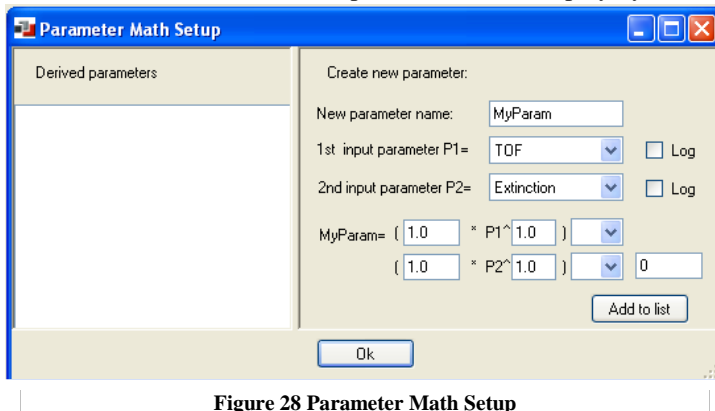 Parameter Math Setup
Derived parameters
Create new parameter:
New parameter name: MyParam
1st input parameter P1= TOF Log
2nd input parameter P2= Extinction Log
MyParam= ( 1.0 * P1^ 1.0 )
( 1.0 * P2^ 1.0 ) 0
Add to list
Ok
Figure 28 Parameter Math Setup